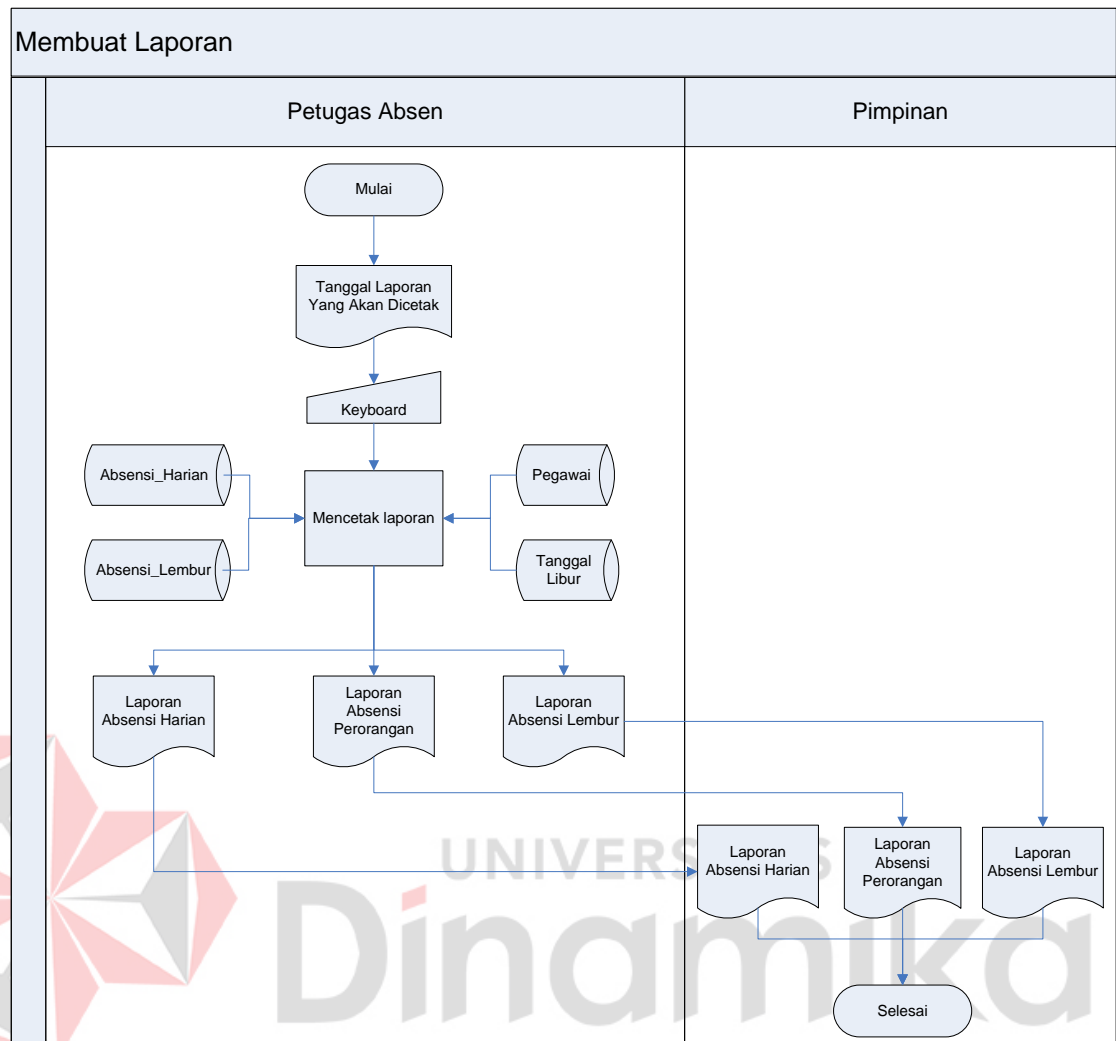 Membuat Laporan
Petugas Absen
Pimpinan
Mulai
Tanggal Laporan
Yang Akan Dicetak
Keyboard
Absensi_Harian
Pegawai
Mencetak laporan
Absensi_Lembur
Tanggal
Libur
Laporan
Absensi Harian
Laporan
Absensi
Perorangan
Laporan
Absensi Lembur
Laporan
Absensi Harian
Laporan
Absensi
Perorangan
Laporan
Absensi Lembur
Selesai
Dinamika